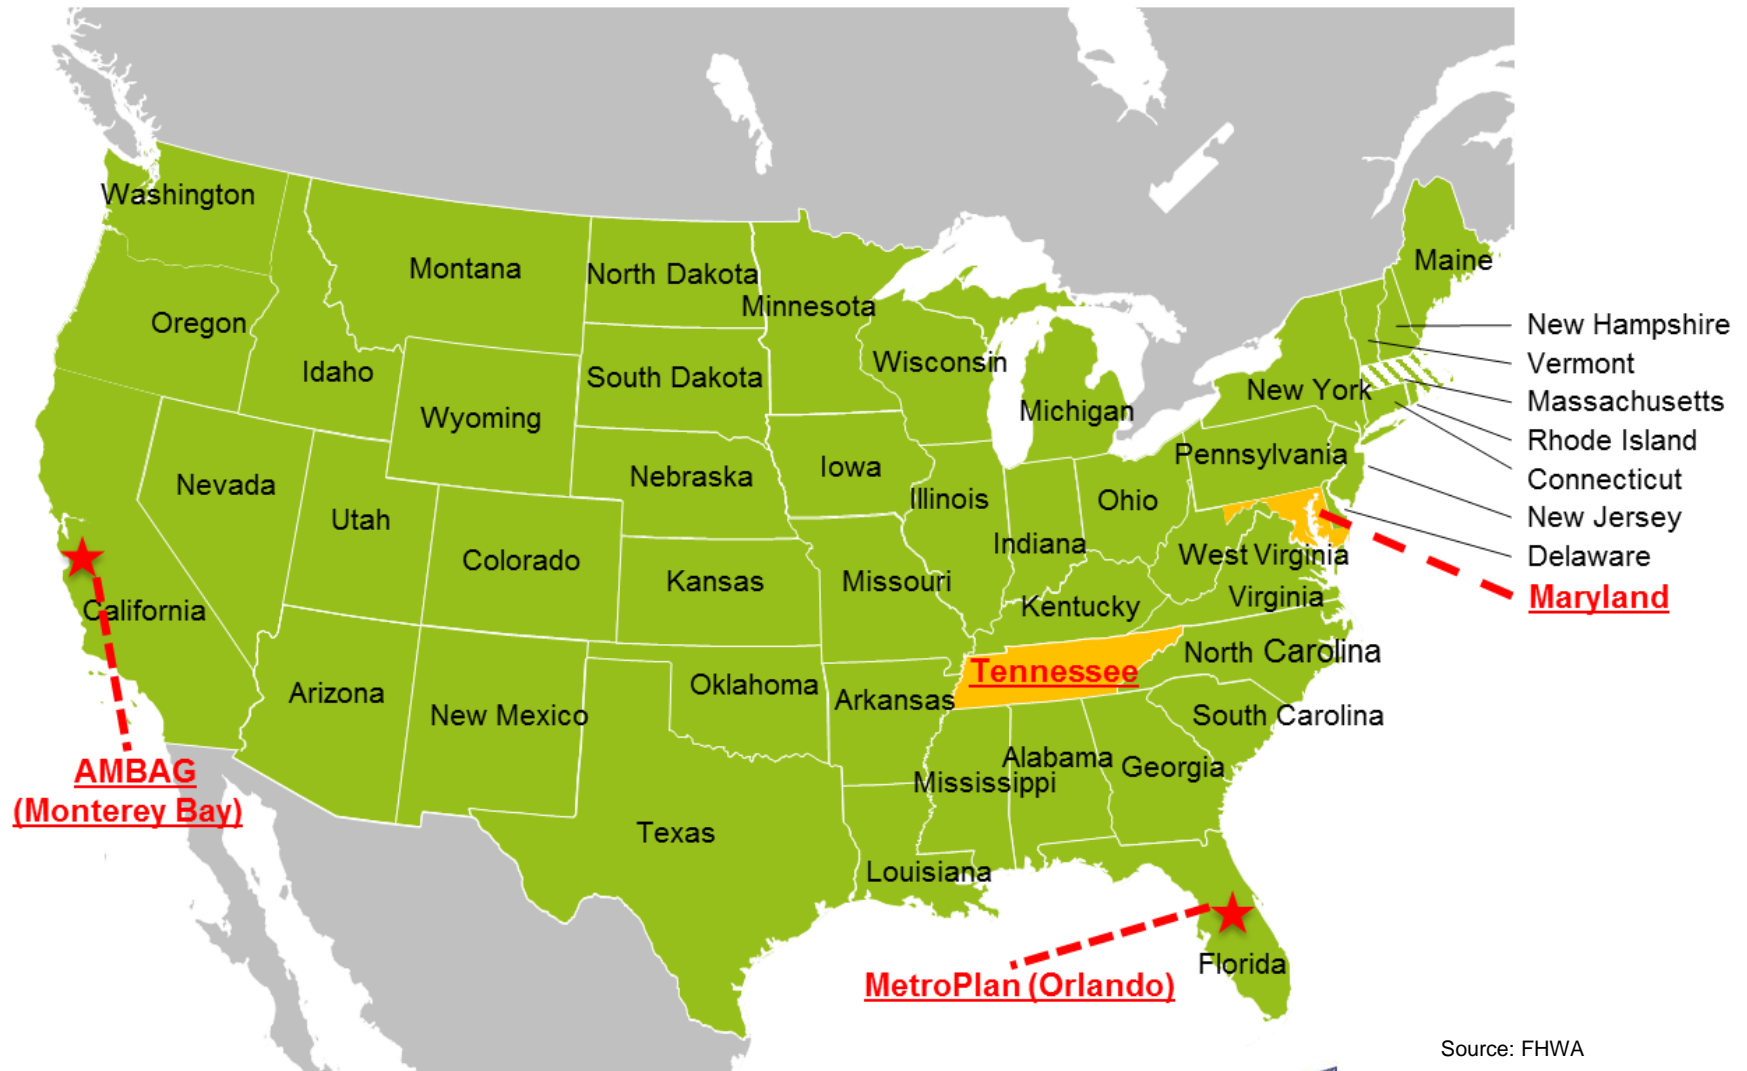 Washington
Montana
North Dakota
Minnesota
Maine
Oregon
Idaho
Wyoming
South Dakota
Wisconsin
Michigan
New York
New Hampshire
Vermont
Massachusetts
Rhode Island
Connecticut
New Jersey
Delaware
Maryland
Nevada
Utah
Colorado
Nebraska
Iowa
Illinois
Indiana
Ohio
Pennsylvania
West Virginia
Virginia
California
Kansas
Missouri
Kentucky
Tennessee
North Carolina
South Carolina
Arizona
New Mexico
Oklahoma
Arkansas
Mississippi
Alabama
Georgia
AMBAG
(Monterey Bay)
Texas
Louisiana
Florida
MetroPlan (Orlando)
Source: FHWA